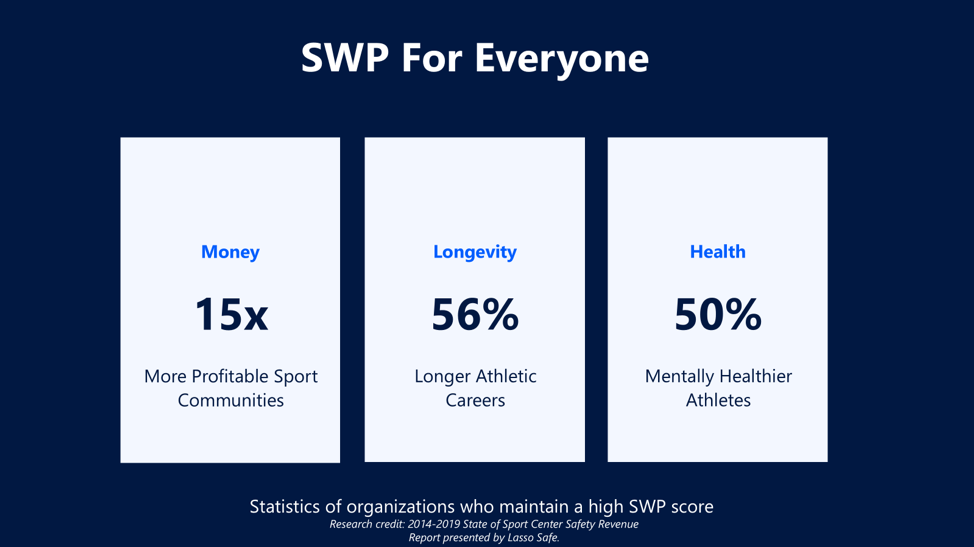 SWP For Everyone
Money
15x
More Profitable Sport
Communities
Longevity
56%
Longer Athletic
Careers
Health
50%
Mentally Healthier
Athletes
Statistics of organizations who maintain a high SWP score
Research credit: 2014-2019 State of Sport Center Safety Revenue
Report presented by Lasso Safe.